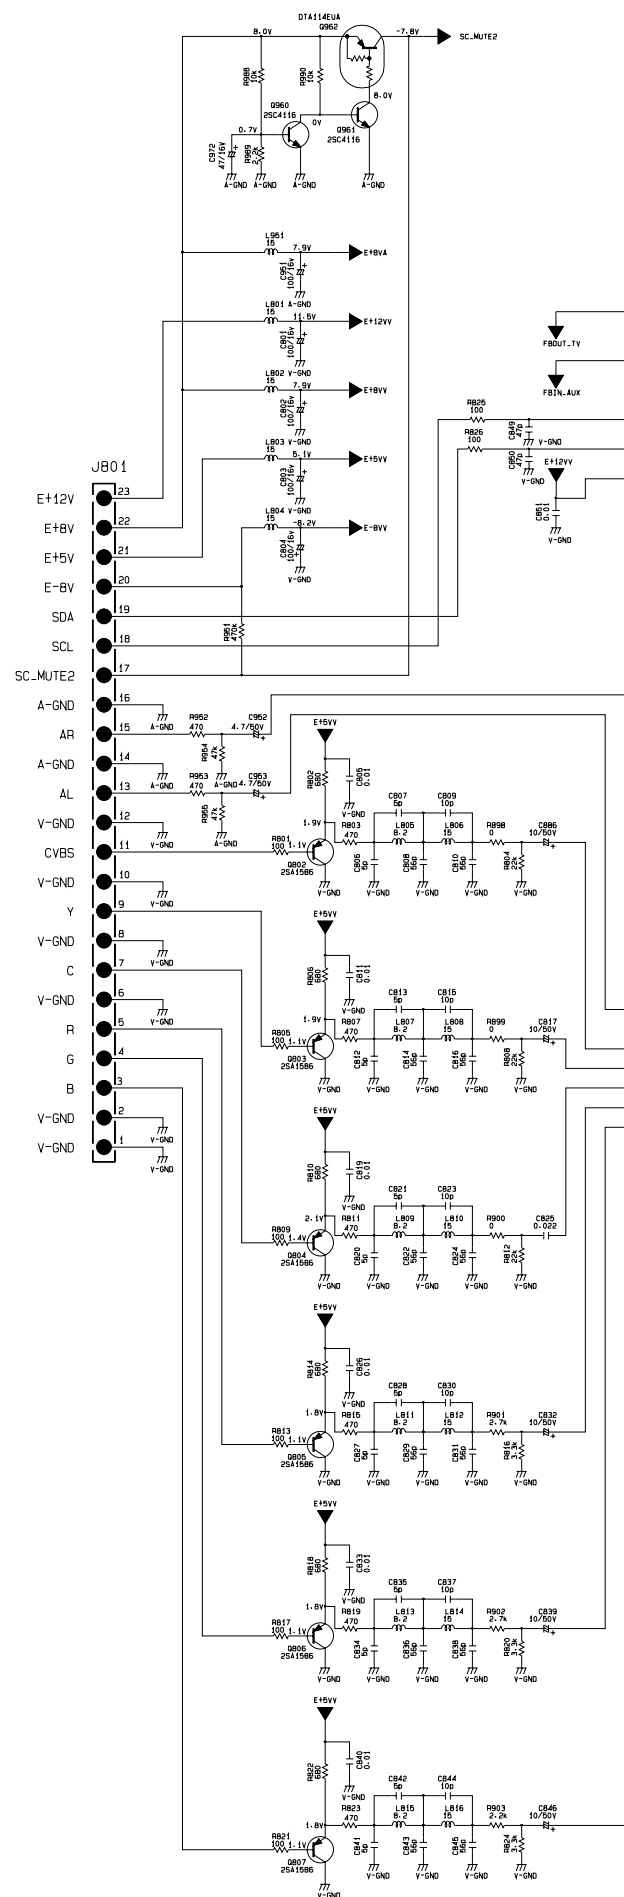 DTA114EUA
Q962
8.0V
-7.8V
SC_MUTE2
R988
10k
R990
10k
8.0V
Q960
2SC4116
0V
Q961
2SC4116
0.7V
C972
47/16V
R989
2.2k
A-GND
A-GND
A-GND
A-GND
L951
15
7.9V
E+8VA
C951
100/16V
L801
A-GND
15
11.5V
E+12VV
C801
100/16V
L802
V-GND
15
7.9V
E+8VV
C802
100/16V
L803
V-GND
15
5.1V
E+5VV
C803
100/16V
L804
V-GND
15
-8.2V
E-8VV
C804
100/16V
V-GND
FBOUT_TV
FBIN_AUX
R825
100
C849
47p
V-GND
R826
100
C850
47p
V-GND
E+12VV
C851
0.01
V-GND
J801
E+12V 23
E+8V 22
E+5V 21
E-8V 20
SDA 19
SCL 18
SC_MUTE2 17
A-GND 16
AR 15
A-GND 14
AL 13
V-GND 12
CVBS 11
V-GND 10
Y 9
V-GND 8
C 7
V-GND 6
R 5
G 4
B 3
V-GND 2
V-GND 1
R951
470k
A-GND
R952
470
C952
4.7/50V
R954
47k
A-GND
A-GND
R953
470
C953
4.7/50V
R955
47k
A-GND
V-GND
V-GND
V-GND
V-GND
V-GND
V-GND
E+5VV
R802
680
C805
0.01
V-GND
1.9V
R801
100
1.1V
Q802
2SA1586
V-GND
R803
470
C807
5p
L805
8.2
C809
10p
L806
15
R898
0
C886
10/50V
C806
5p
C808
56p
C810
56p
R804
22k
V-GND
V-GND
V-GND
V-GND
E+5VV
R806
680
C811
0.01
V-GND
1.9V
R805
100
1.1V
Q803
2SA1586
V-GND
R807
470
C813
5p
L807
8.2
C815
10p
L808
15
R899
0
C817
10/50V
C812
5p
C814
56p
C816
56p
R808
22k
V-GND
V-GND
V-GND
V-GND
E+5VV
R810
680
C819
0.01
V-GND
2.1V
R809
100
1.4V
Q804
2SA1586
V-GND
R811
470
C821
5p
L809
8.2
C823
10p
L810
15
R900
0
C825
0.022
C820
5p
C822
56p
C824
56p
R812
22k
V-GND
V-GND
V-GND
V-GND
E+5VV
R814
680
C826
0.01
V-GND
1.8V
R813
100
1.1V
Q805
2SA1586
V-GND
R815
470
C828
5p
L811
8.2
C830
10p
L812
15
R901
2.7k
C832
10/50V
C827
5p
C829
56p
C831
56p
R816
3.3k
V-GND
V-GND
V-GND
V-GND
E+5VV
R818
680
C833
0.01
V-GND
1.8V
R817
100
1.1V
Q806
2SA1586
V-GND
R819
470
C835
5p
L813
8.2
C837
10p
L814
15
R902
2.7k
C839
10/50V
C834
5p
C836
56p
C838
56p
R820
3.3k
V-GND
V-GND
V-GND
V-GND
E+5VV
R822
680
C840
0.01
V-GND
1.8V
R821
100
1.1V
Q807
2SA1586
V-GND
R823
470
C842
5p
L815
8.2
C844
10p
L816
15
R903
2.2k
C846
10/50V
C841
5p
C843
56p
C845
56p
R824
3.3k
V-GND
V-GND
V-GND
V-GND